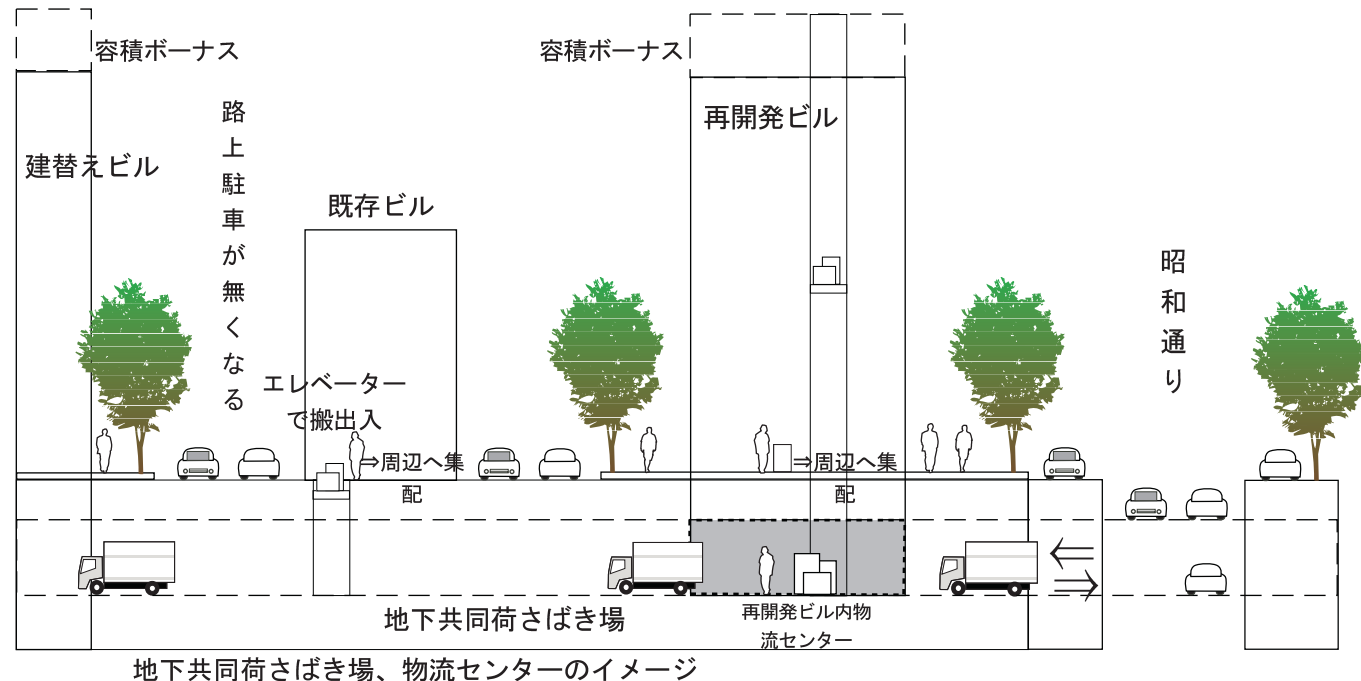 容積ボーナス
容積ボーナス
再開発ビル
路上駐車が無くなる
建替えビル
既存ビル
昭和通り
エレベーター
で搬出入
⇒周辺へ集
配
⇒周辺へ集
配
地下共同荷さばき場
再開発ビル内物
流センター
地下共同荷さばき場、物流センターのイメージ